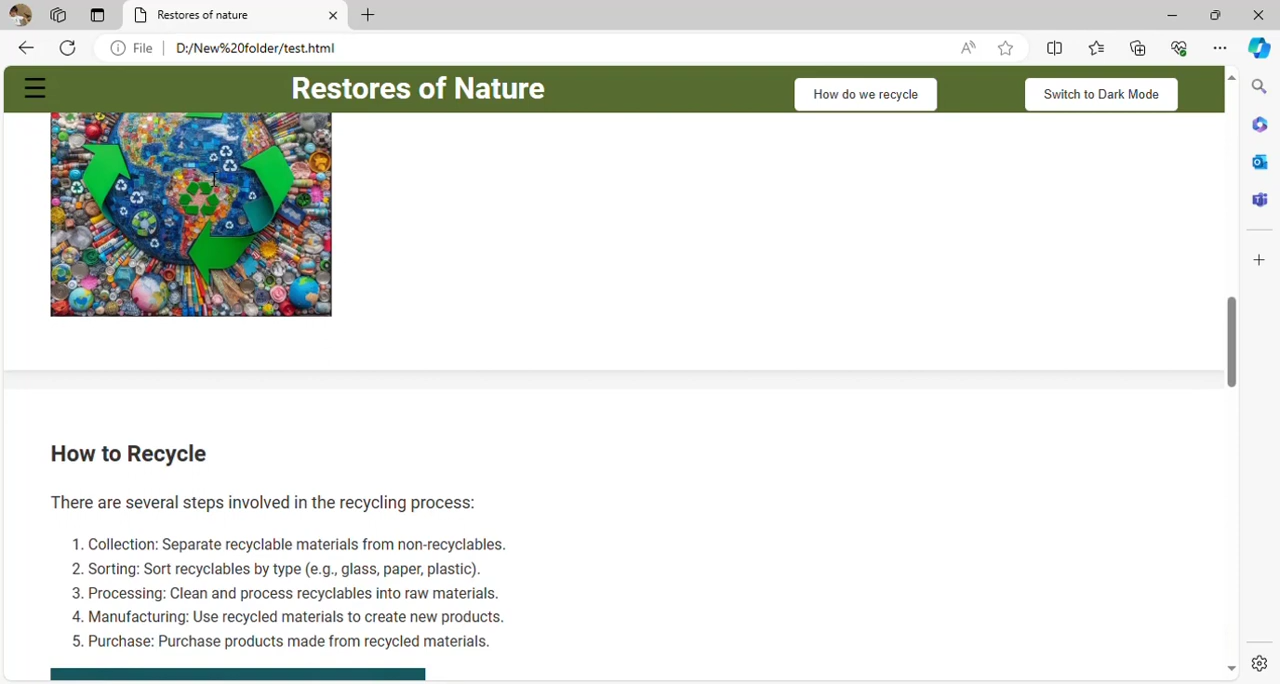 Restores of nature
File
D:/New%20folder/test.html
Restores of Nature
How do we recycle
Switch to Dark Mode
How to Recycle
There are several steps involved in the recycling process:
1. Collection: Separate recyclable materials from non-recyclables.
2. Sorting: Sort recyclables by type (e.g., glass, paper, plastic).
3. Processing: Clean and process recyclables into raw materials.
4. Manufacturing: Use recycled materials to create new products.
5. Purchase: Purchase products made from recycled materials.